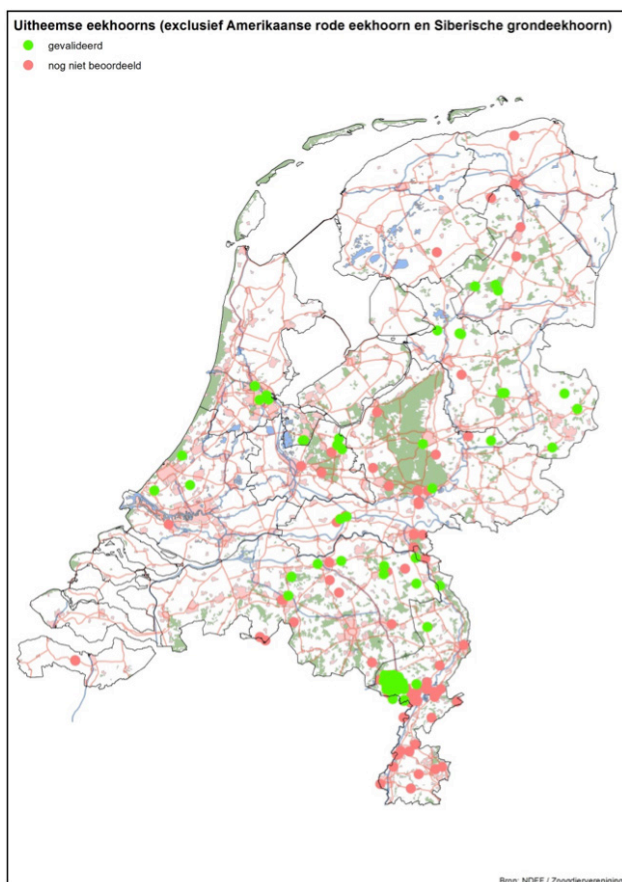 Uitheemse eekhoorns (exclusief Amerikaanse rode eekhoorn en Siberische grondeekhoorn)
gevalideerd
nog niet beoordeeld
Bron: NDFF / Zoogdiervereniging